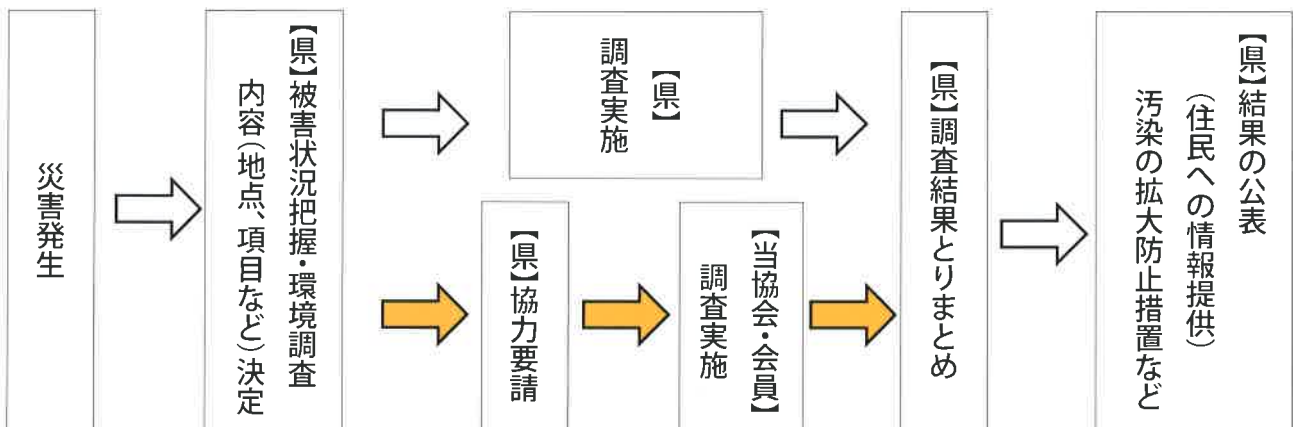 災害発生
【県】被害状況把握・環境調査
内容（地点、項目など）決定
【県】
調査実施
【県】協力要請
【当協会・会員】
調査実施
【県】調査結果とりまとめ
【県】結果の公表
（住民への情報提供）
汚染の拡大防止措置など